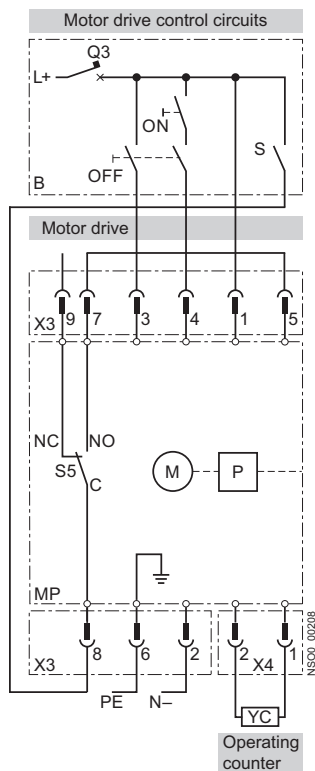 Motor drive control circuits
Q3
L+
ON
S
OFF
B
Motor drive
X3 9 7 3 4 1 5
NC NO
S5
C
M P
MP
NSO0 00208
8 6 2 2 1
X3 X4
PE N–
YC
Operating
counter